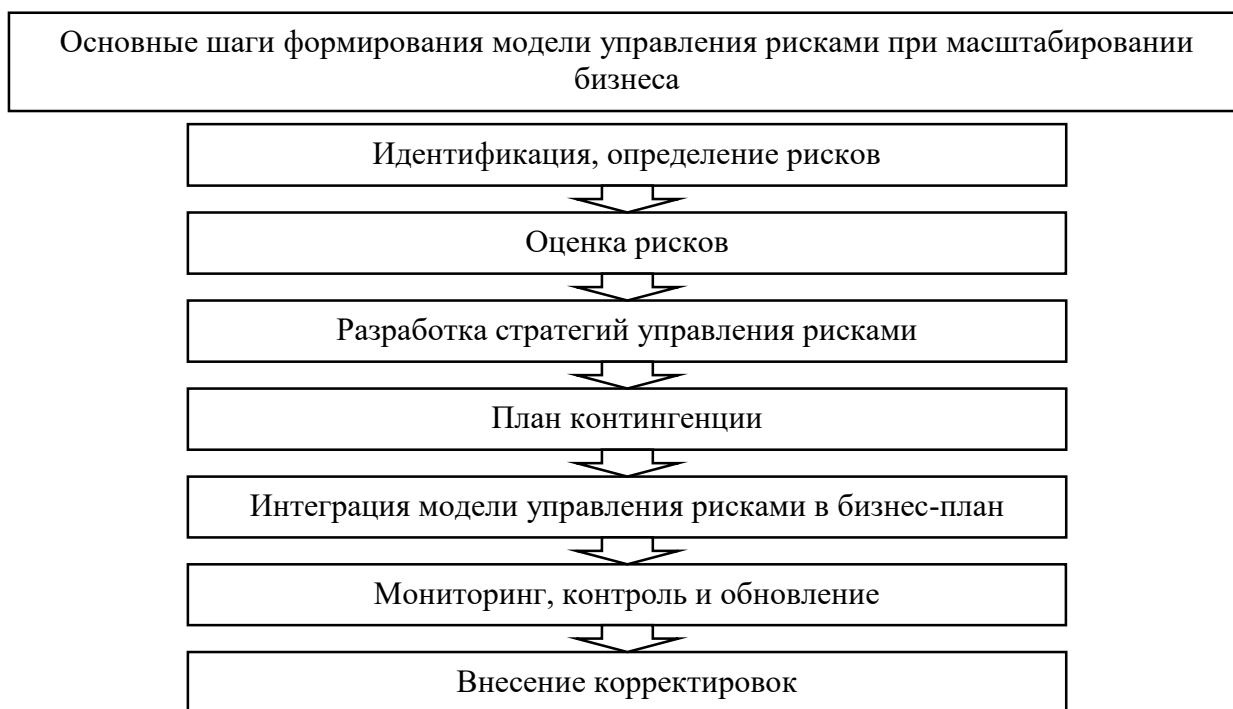 Основные шаги формирования модели управления рисками при масштабировании
бизнеса
Идентификация, определение рисков
Оценка рисков
Разработка стратегий управления рисками
План контингенции
Интеграция модели управления рисками в бизнес-план
Мониторинг, контроль и обновление
Внесение корректировок